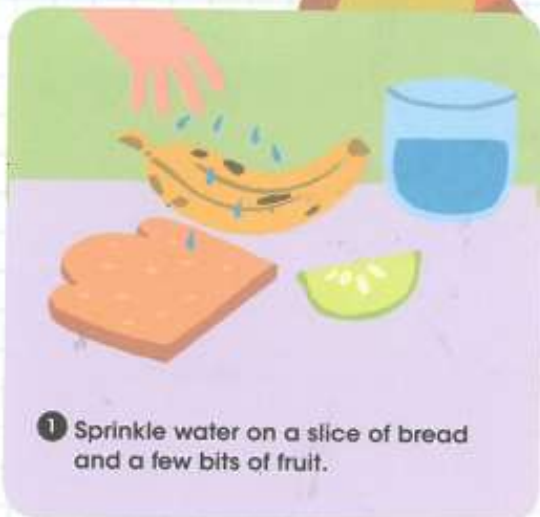 1 Sprinkle water on a slice of bread
and a few bits of fruit.